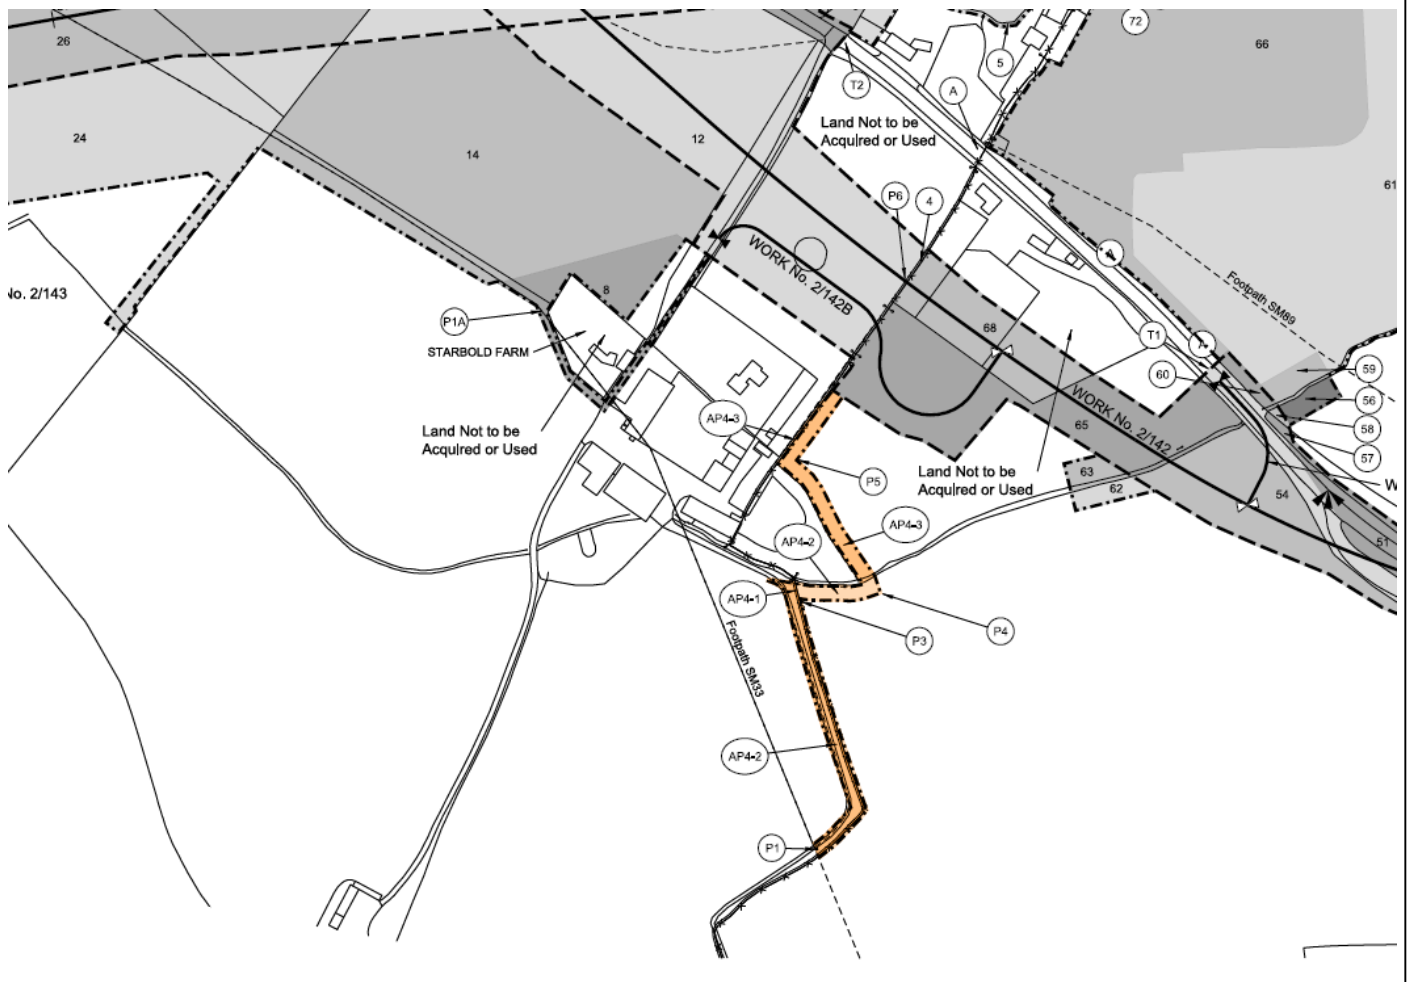 26
72
66
5
T2
A
24
14
12
Land Not to be
Acquired or Used
61
P6
4
WORK No. 2/142B
Footpath SM89
No. 2/143
8
P1A
STARBOLD FARM
68
T1
60
59
56
58
57
AP4-3
WORK No. 2/142
65
Land Not to be
Acquired or Used
Land Not to be
Acquired or Used
P5
63
62
54
W
AP4-3
AP4-2
51
AP4-1
P3
P4
Footpath SM33
AP4-2
P1